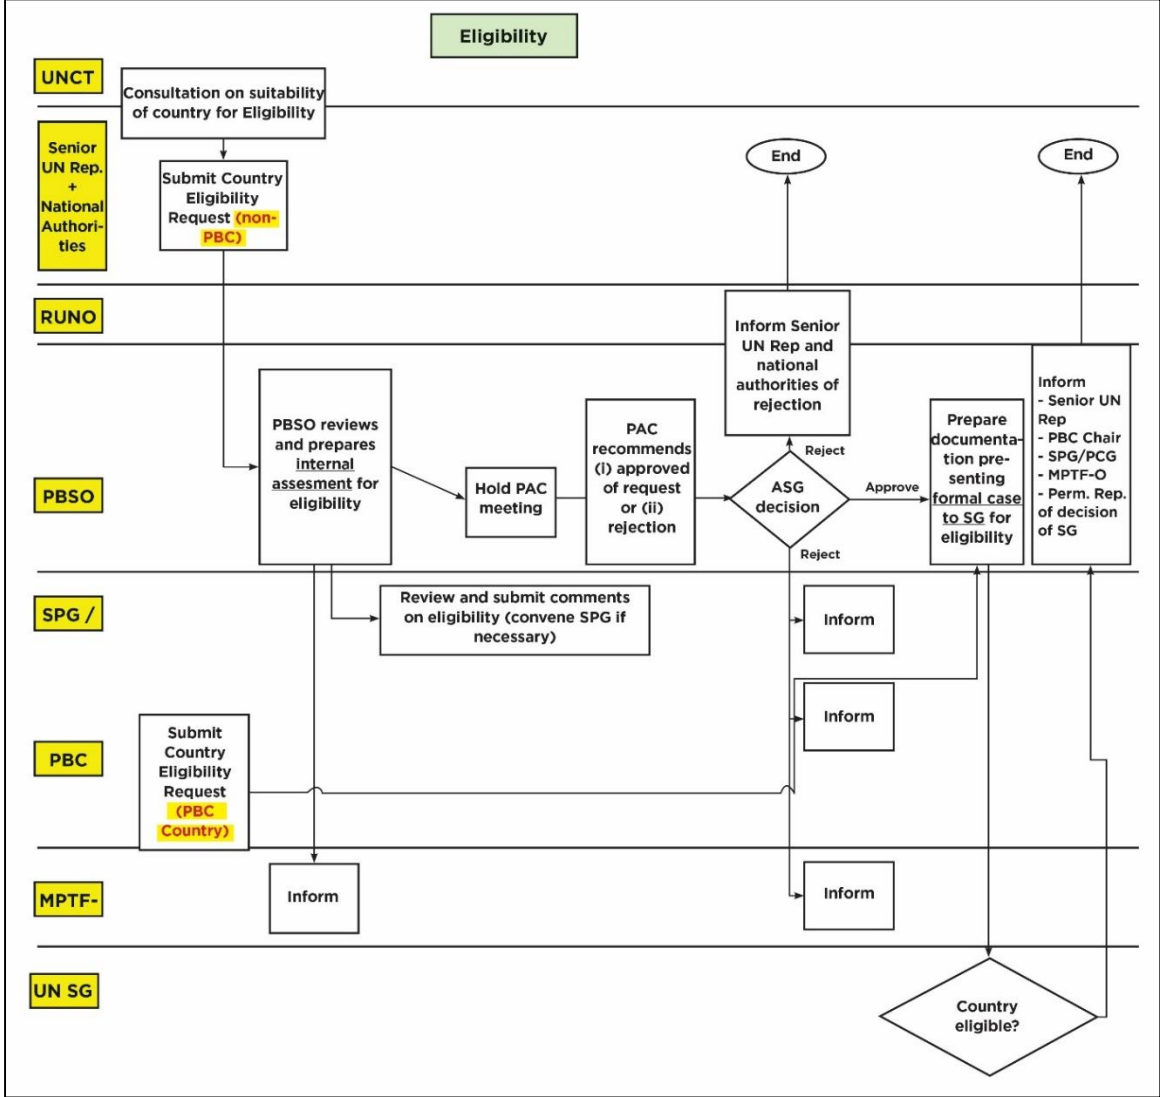 Eligibility
UNCT
Consultation on suitability
of country for Eligibility
Senior
UN Rep.
+
National
Authori-
ties
Submit Country
Eligibility
Request (non-
PBC)
End
End
RUNO
Inform Senior
UN Rep and
national
authorities of
rejection
PBSO
PBSO reviews
and prepares
internal
assesment for
eligibility
Hold PAC
meeting
PAC
recommends
(i) approved
of request
or (ii)
rejection
Reject
ASG
decision
Approve
Reject
Prepare
documenta-
tion pre-
senting
formal case
to SG for
eligibility
Inform
- Senior UN
Rep
- PBC Chair
- SPG/PCG
- MPTF-O
- Perm. Rep.
of decision
of SG
SPG /
Review and submit comments
on eligibility (convene SPG if
necessary)
Inform
Inform
PBC
Submit
Country
Eligibility
Request
(PBC
Country)
MPTF-
Inform
Inform
UN SG
Country
eligible?